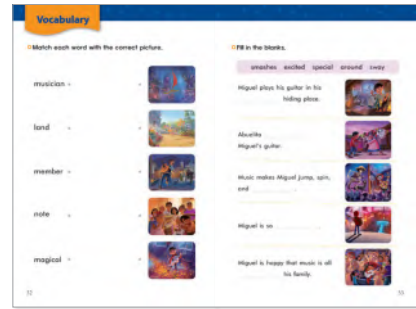 Vocabulary
Match each word with the correct picture.
musician
land
member
note
magical
32
Fill in the blanks.
smashes excited special around sway
Miguel plays his guitar in his
hiding place.
Abuelita
Miguel's guitar.
Music makes Miguel jump, spin,
and .
Miguel is so .
Miguel is happy that music is all
his family.
33